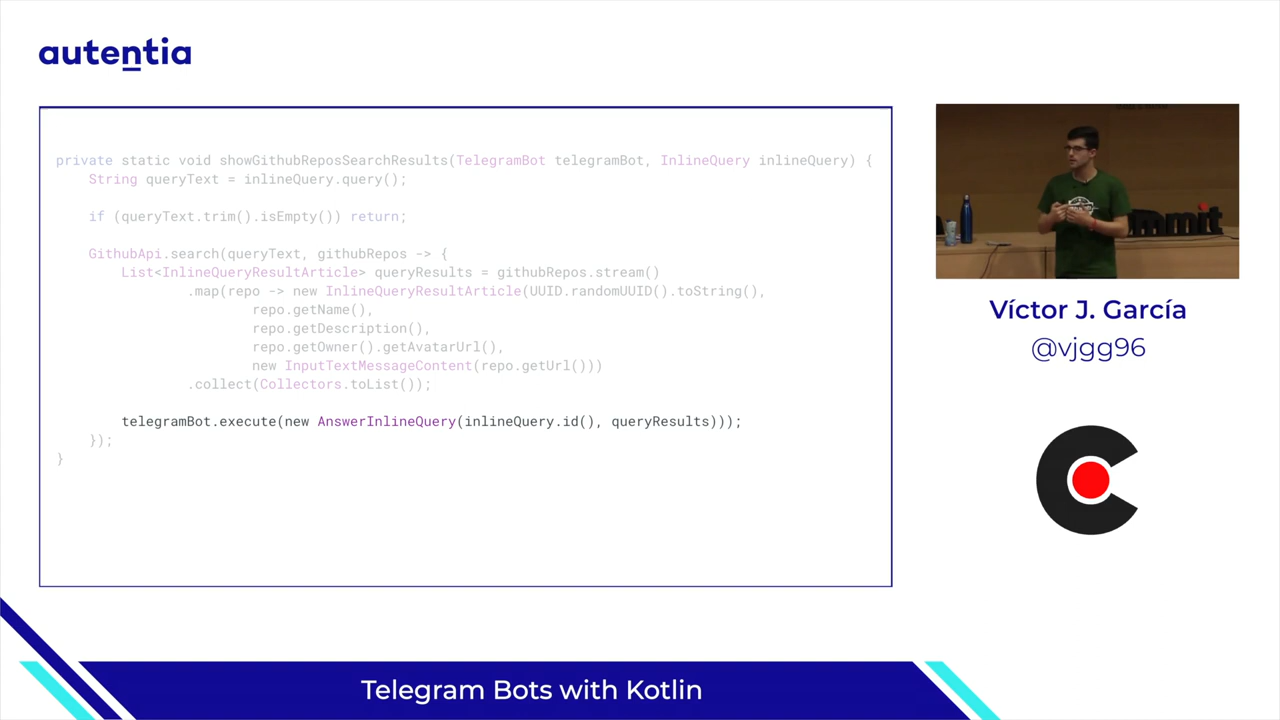 autentia
private static void showGithubReposSearchResults(TelegramBot telegramBot, InlineQuery inlineQuery) {
String queryText = inlineQuery.query();
if (queryText.trim().isEmpty()) return;
GithubApi.search(queryText, githubRepos -> {
List<InlineQueryResultArticle> queryResults = githubRepos.stream()
.map(repo -> new InlineQueryResultArticle(UUID.randomUUID().toString(),
repo.getName(),
repo.getDescription(),
repo.getOwner().getAvatarUrl(),
new InputTextMessageContent(repo.getUrl()))
.collect(Collectors.toList());
telegramBot.execute(new AnswerInlineQuery(inlineQuery.id(), queryResults)));
});
}
Víctor J. García
@vjgg96
Telegram Bots with Kotlin